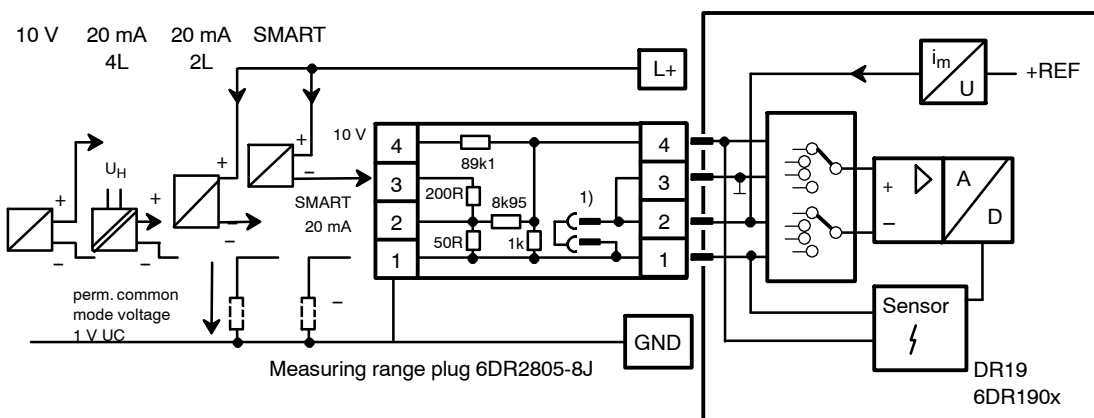 10 V 20 mA 20 mA SMART
4L 2L
L+
i_m
U
+REF
10 V
4
3
2
1
89k1
200R
8k95
50R
1k
1)
4
3
2
1
U_H
+
–
+
–
+
–
–
+
–
SMART
20 mA
–
perm. common
mode voltage
1 V UC
GND
Measuring range plug 6DR2805-8J
+
–
A
D
Sensor
DR19
6DR190x